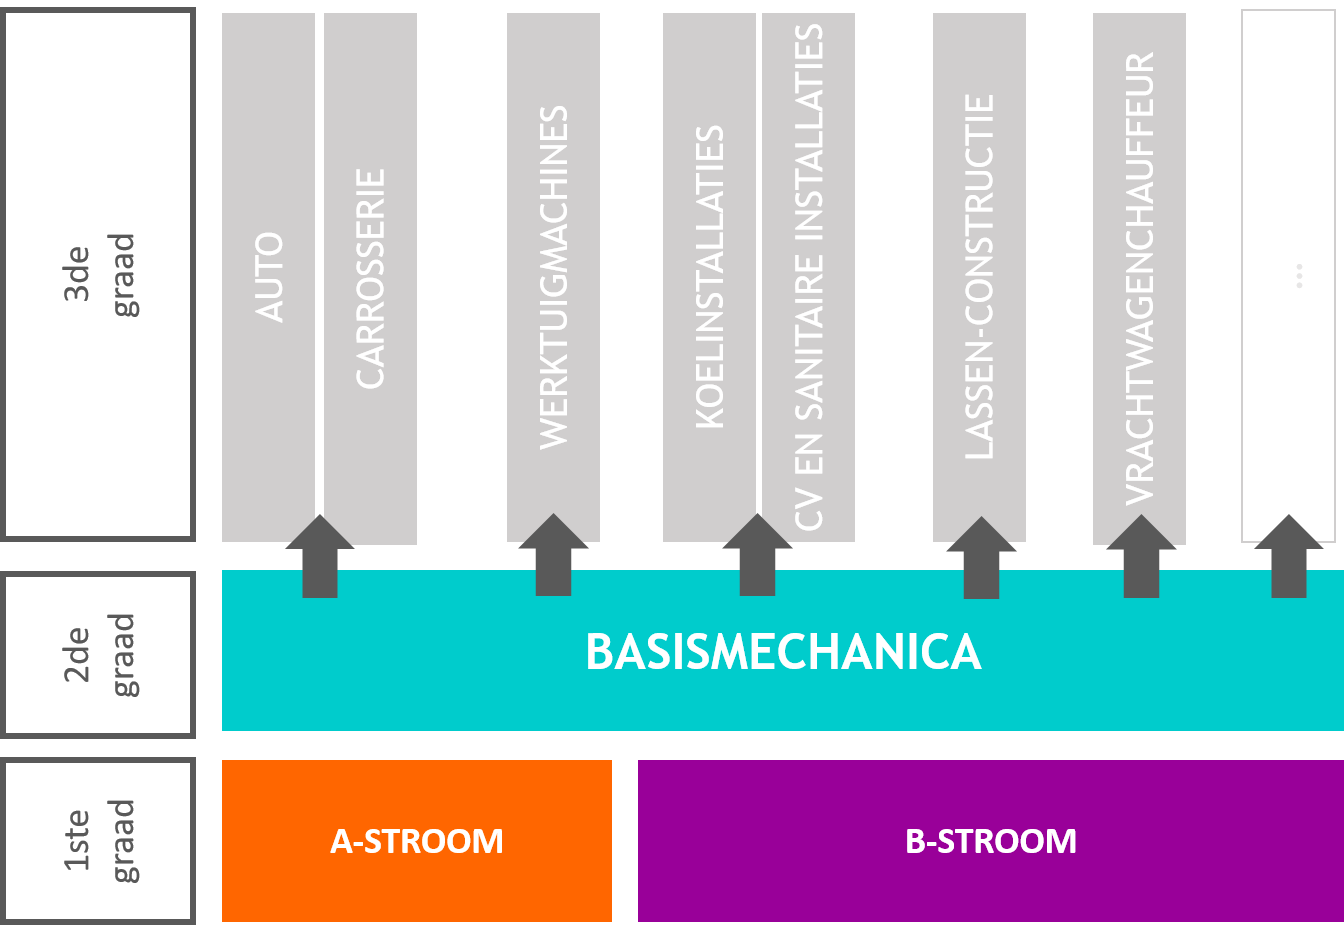 3de
graad
AUTO
CARROSSERIE
WERKTUIGMACHINES
KOELINSTALLATIES
CV EN SANITAIRE INSTALLATIES
LASSEN-CONSTRUCTIE
VRACHTWAGENCHAUFFEUR
...
2de
graad
BASISMECHANICA
1ste
graad
A-STROOM
B-STROOM